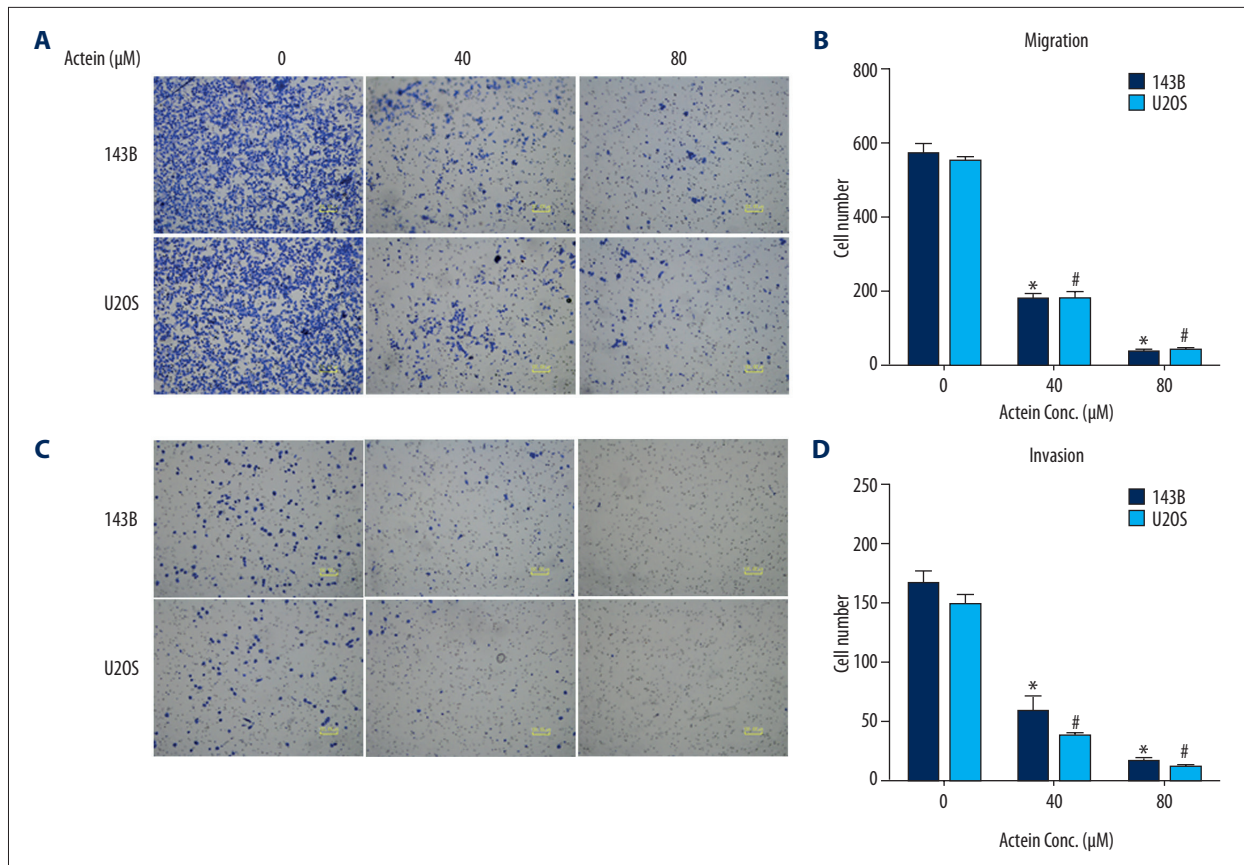 A
Actein (μM)
0
40
80
143B
U2OS
B
Migration
800
600
400
200
0
Cell number
143B
U2OS
*
#
*
#
0
40
80
Actein Conc. (μM)
C
143B
U2OS
D
Invasion
250
200
150
100
50
0
Cell number
143B
U2OS
*
#
*
#
0
40
80
Actein Conc. (μM)